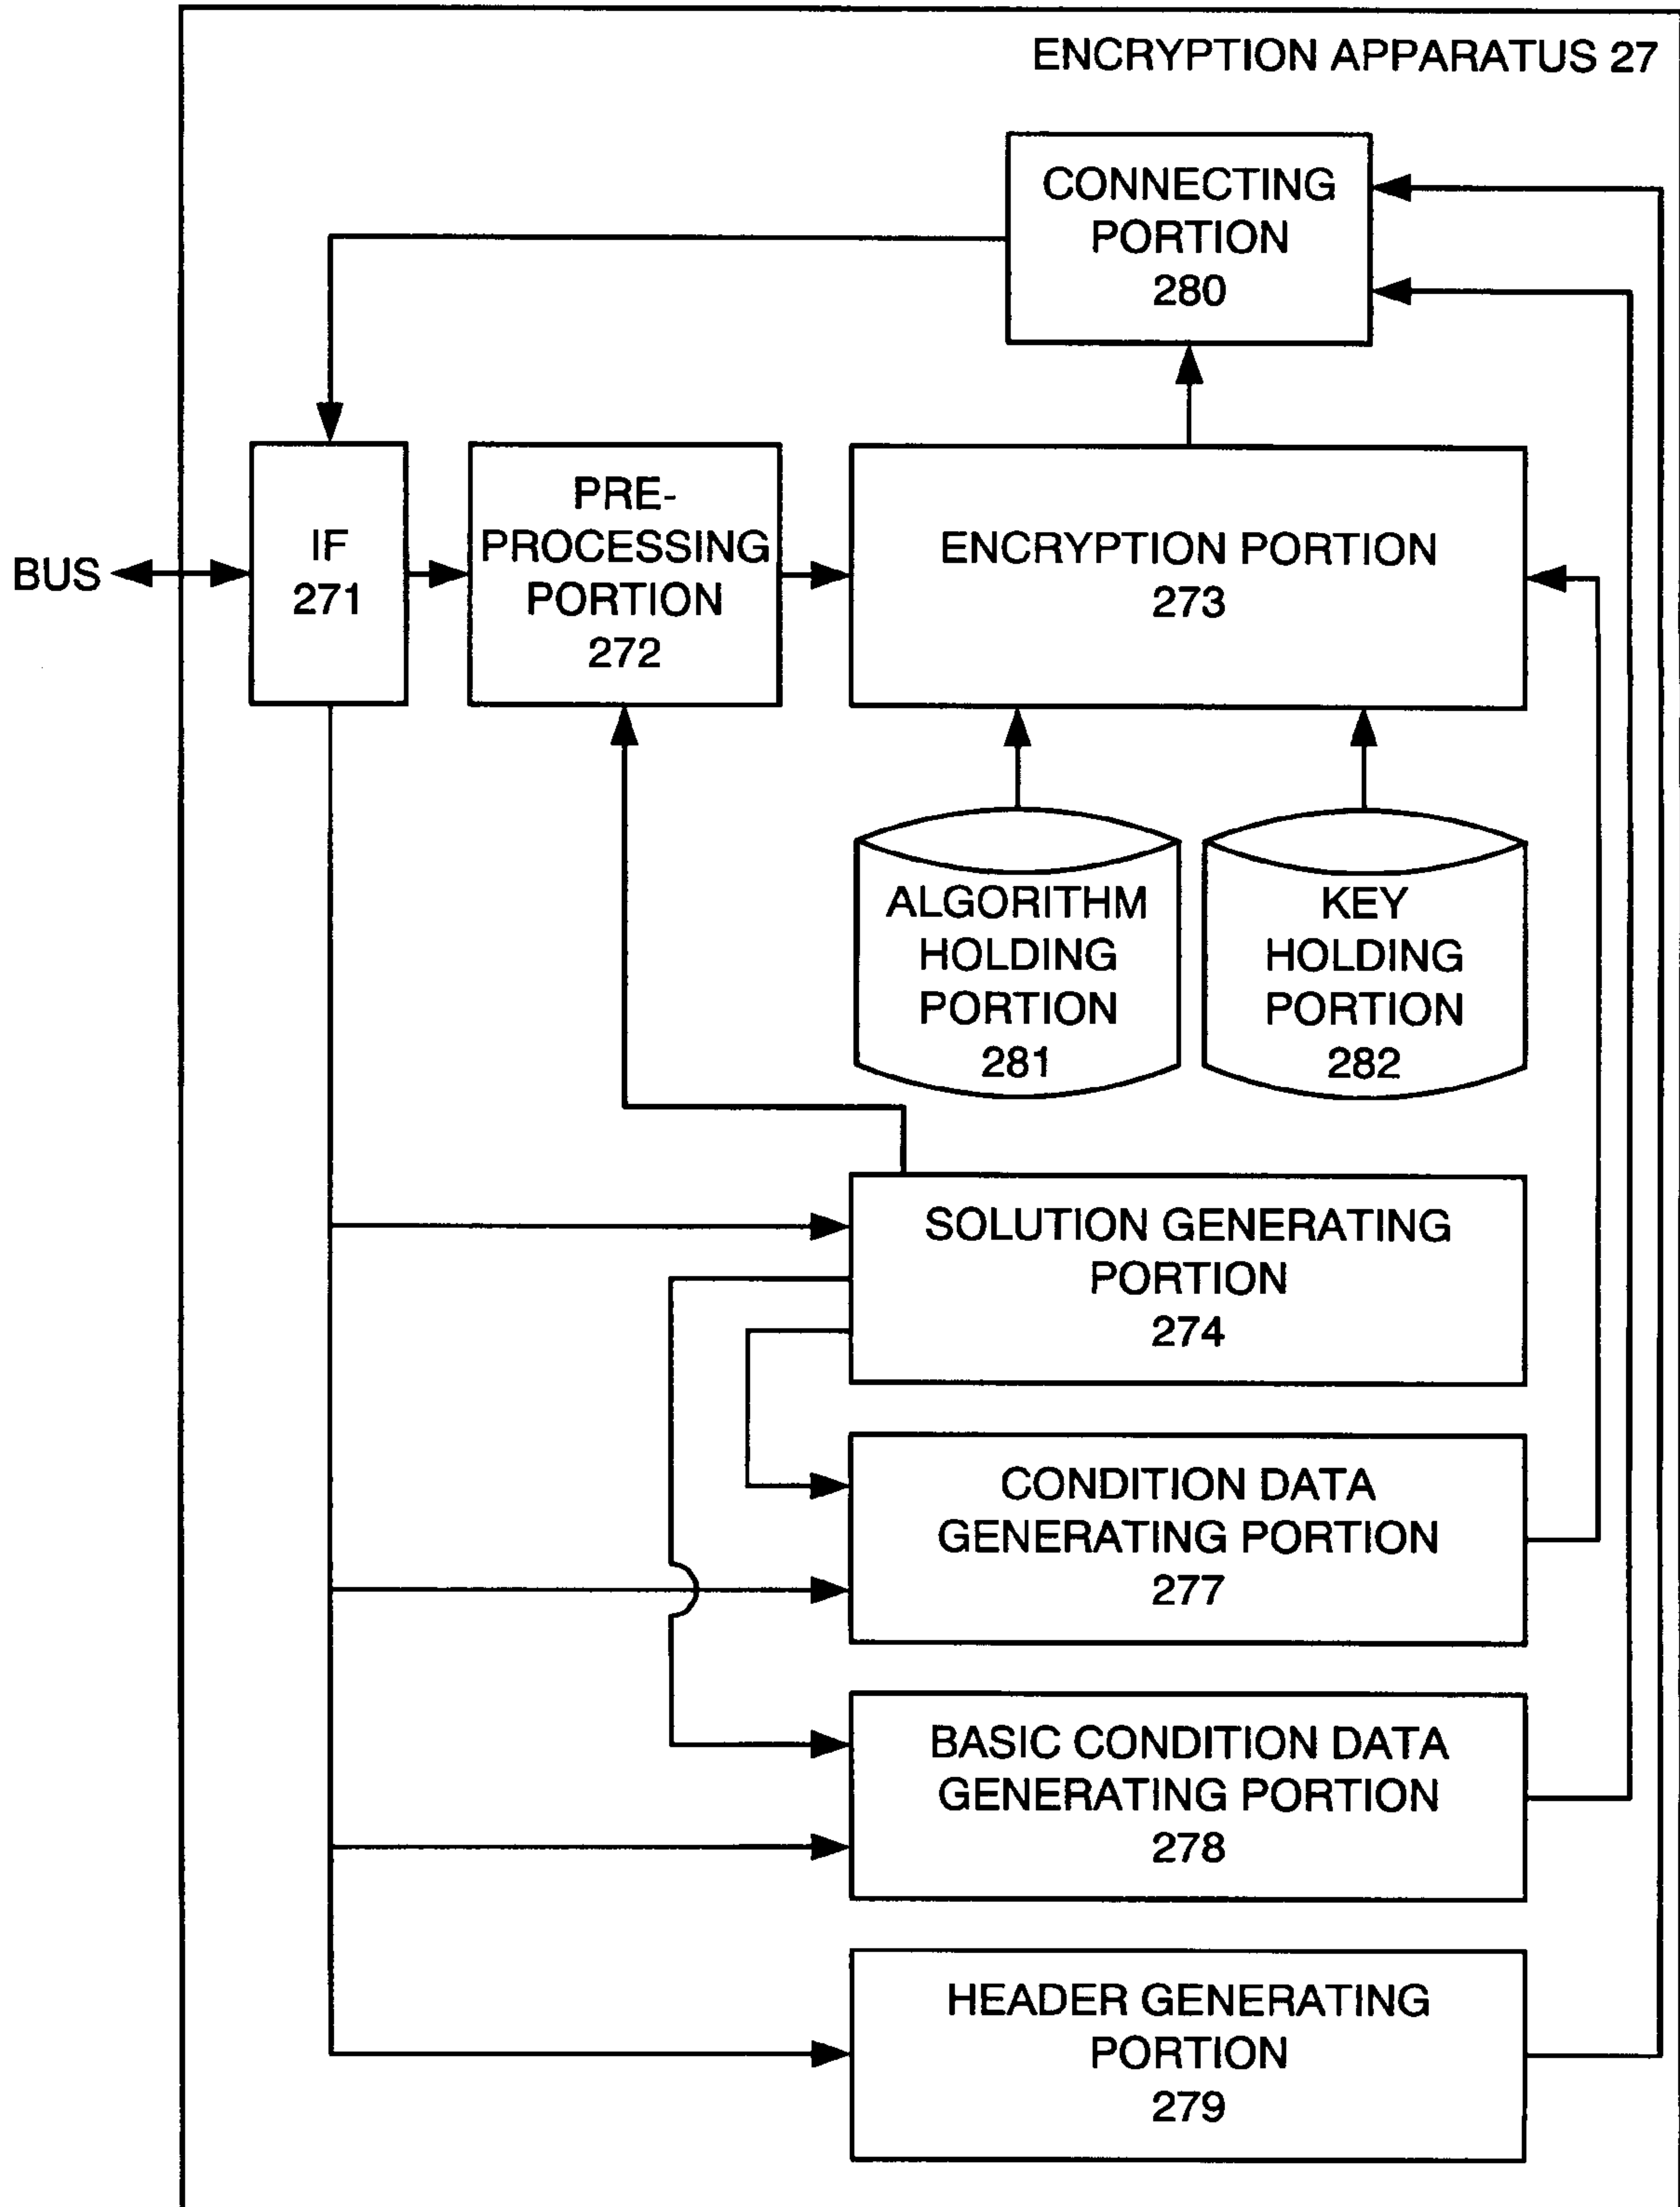 ENCRYPTION APPARATUS 27
CONNECTING
PORTION
280
BUS
IF
271
PRE-
PROCESSING
PORTION
272
ENCRYPTION PORTION
273
ALGORITHM
HOLDING
PORTION
281
KEY
HOLDING
PORTION
282
SOLUTION GENERATING
PORTION
274
CONDITION DATA
GENERATING PORTION
277
BASIC CONDITION DATA
GENERATING PORTION
278
HEADER GENERATING
PORTION
279